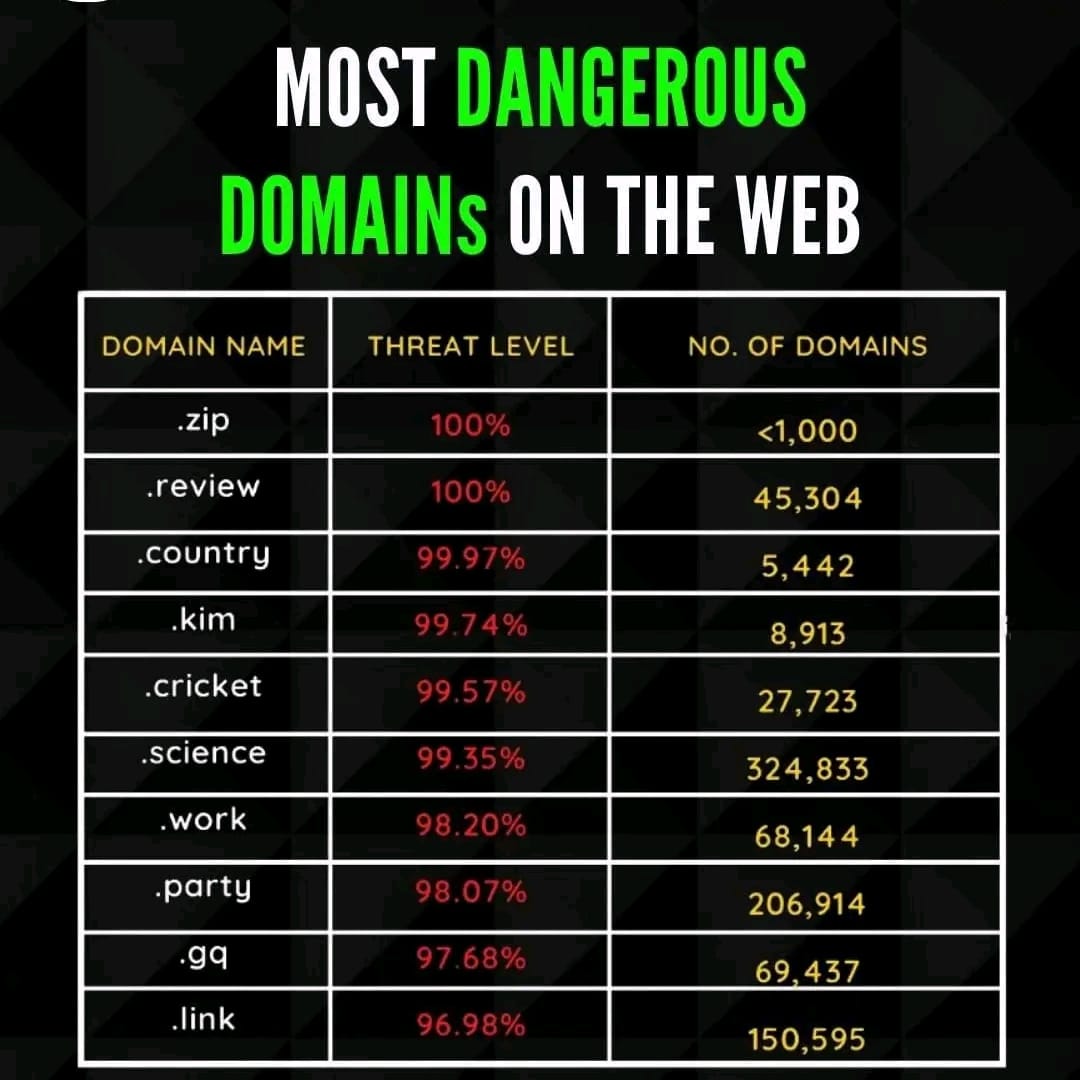 MOST DANGEROUS
DOMAINs ON THE WEB
DOMAIN NAME THREAT LEVEL NO. OF DOMAINS
.zip 100% <1,000
.review 100% 45,304
.country 99.97% 5,442
.kim 99.74% 8,913
.cricket 99.57% 27,723
.science 99.35% 324,833
.work 98.20% 68,144
.party 98.07% 206,914
.gq 97.68% 69,437
.link 96.98% 150,595